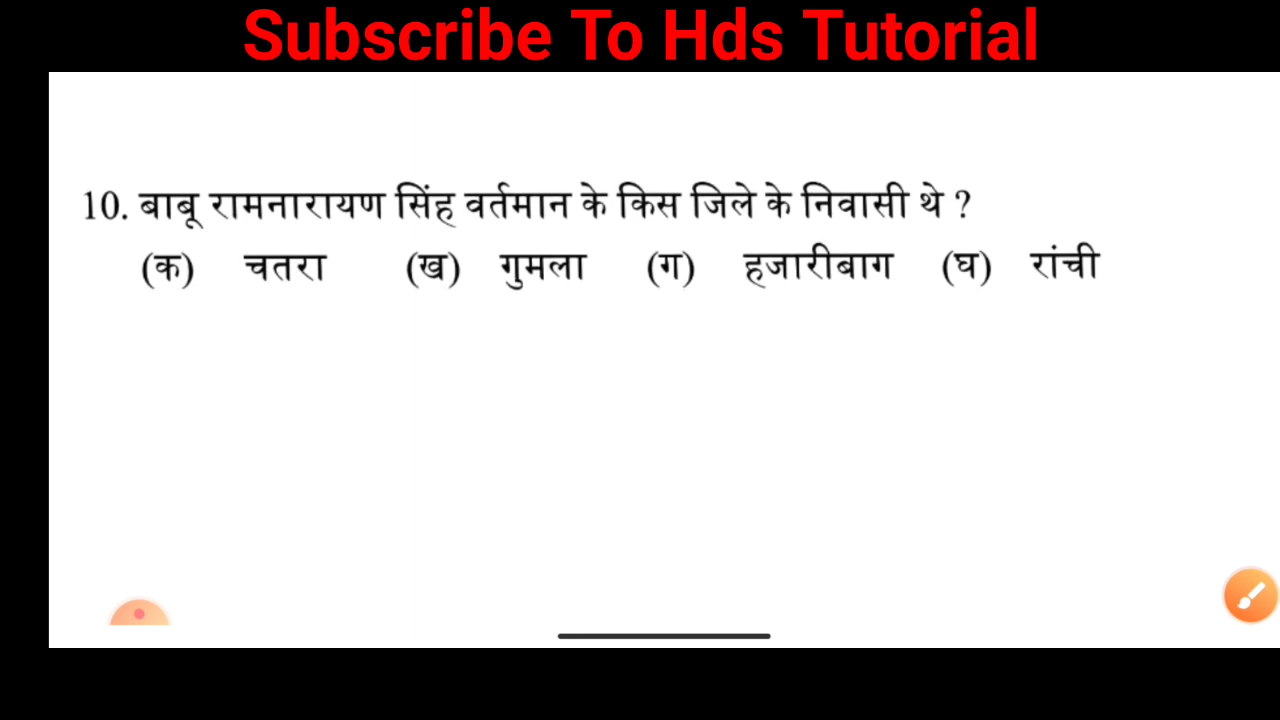 Subscribe To Hds Tutorial
10. बाबू रामनारायण सिंह वर्तमान के किस जिले के निवासी थे ?
(क) चतरा (ख) गुमला (ग) हजारीबाग (घ) रांची